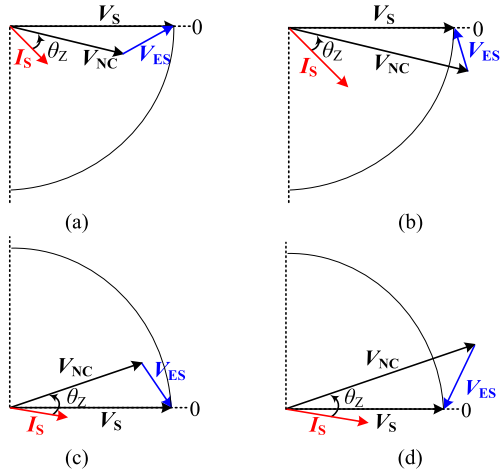 V_S 0
I_S θ_Z V_NC V_ES
(a)
V_S 0
I_S θ_Z V_NC V_ES
(b)
V_NC V_ES
θ_Z
I_S V_S 0
(c)
V_NC
θ_Z V_ES
I_S V_S 0
(d)